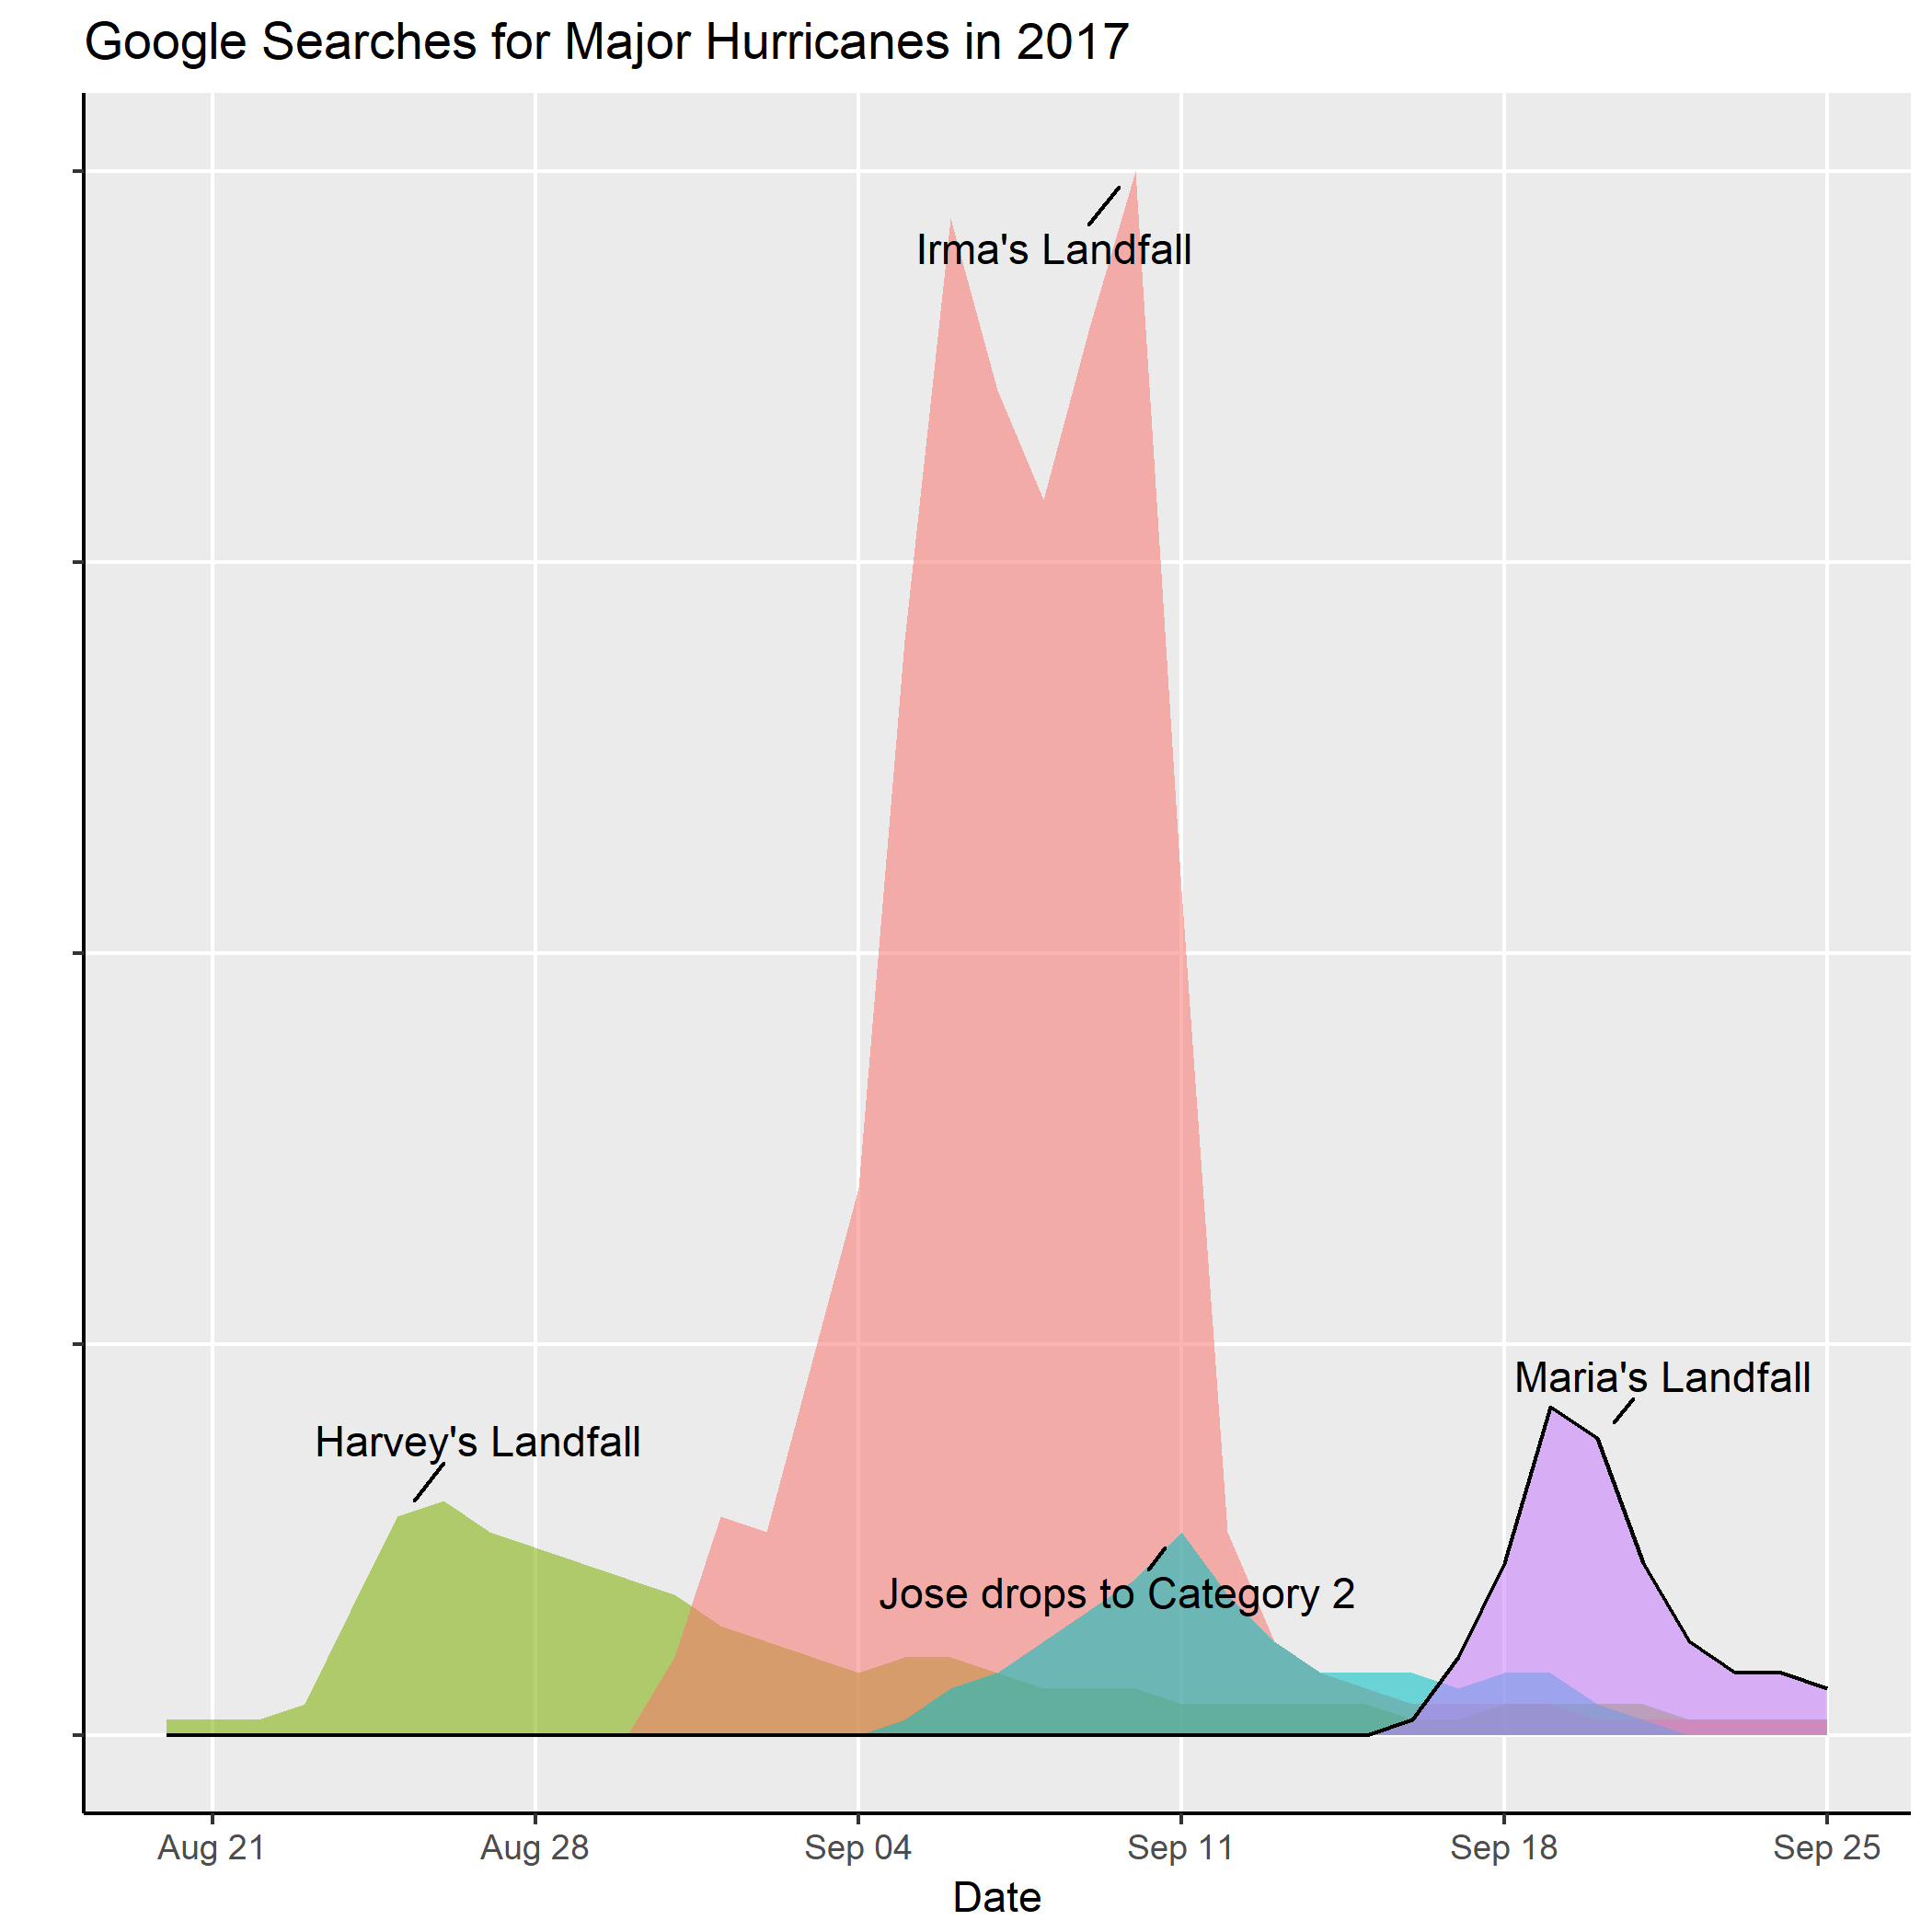 Google Searches for Major Hurricanes in 2017
Irma's Landfall
Maria's Landfall
Harvey's Landfall
Jose drops to Category 2
Aug 21 Aug 28 Sep 04 Sep 11 Sep 18 Sep 25
Date